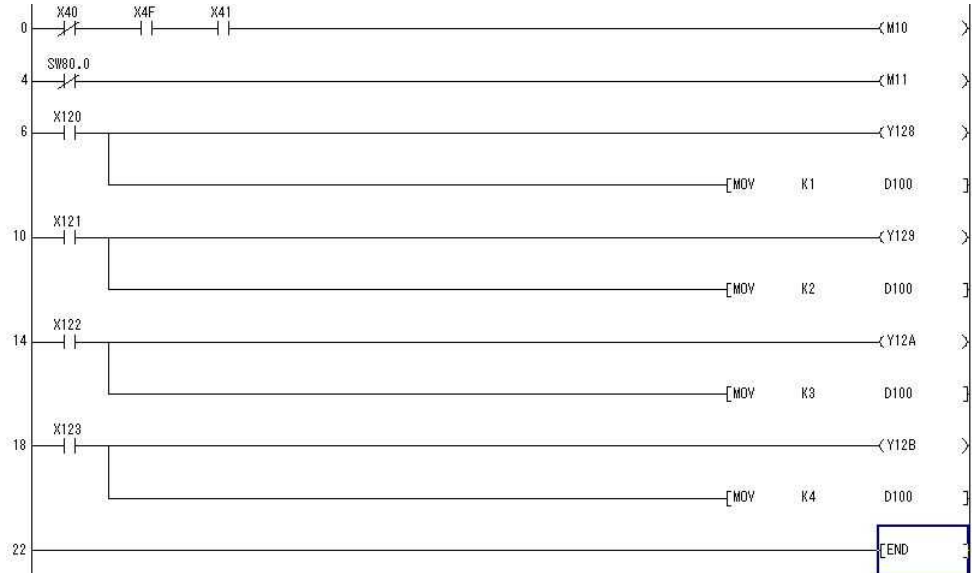 X40 X4F X41
0 M10
SW80.0
4 M11
X120
6 Y128
MOV K1 D100
X121
10 Y129
MOV K2 D100
X122
14 Y12A
MOV K3 D100
X123
18 Y12B
MOV K4 D100
22 END